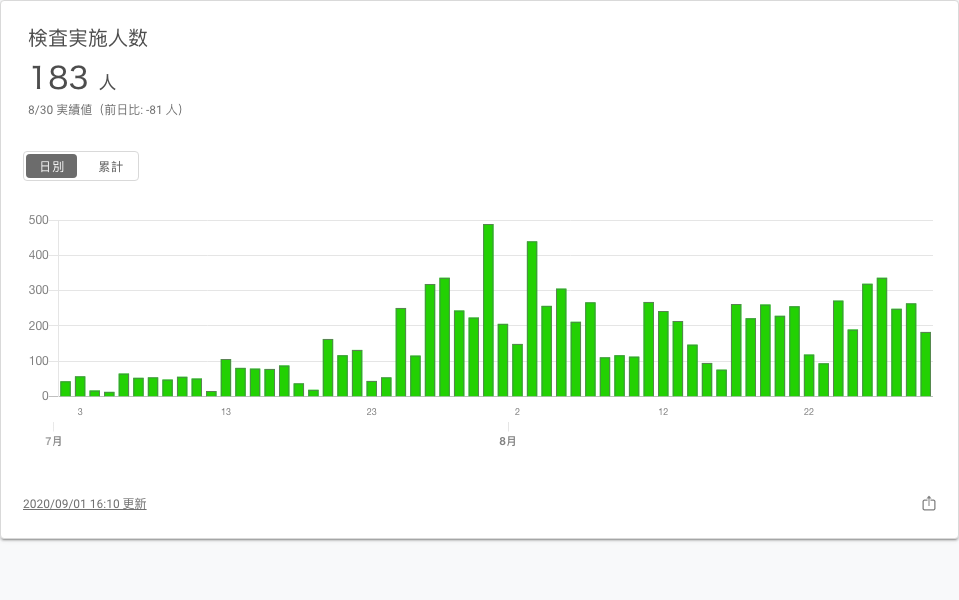 検査実施人数
183 人
8/30 実績値（前日比: -81 人）
日別 累計
500
400
300
200
100
0
3 13 23 2 12 22
7月 8月
2020/09/01 16:10 更新